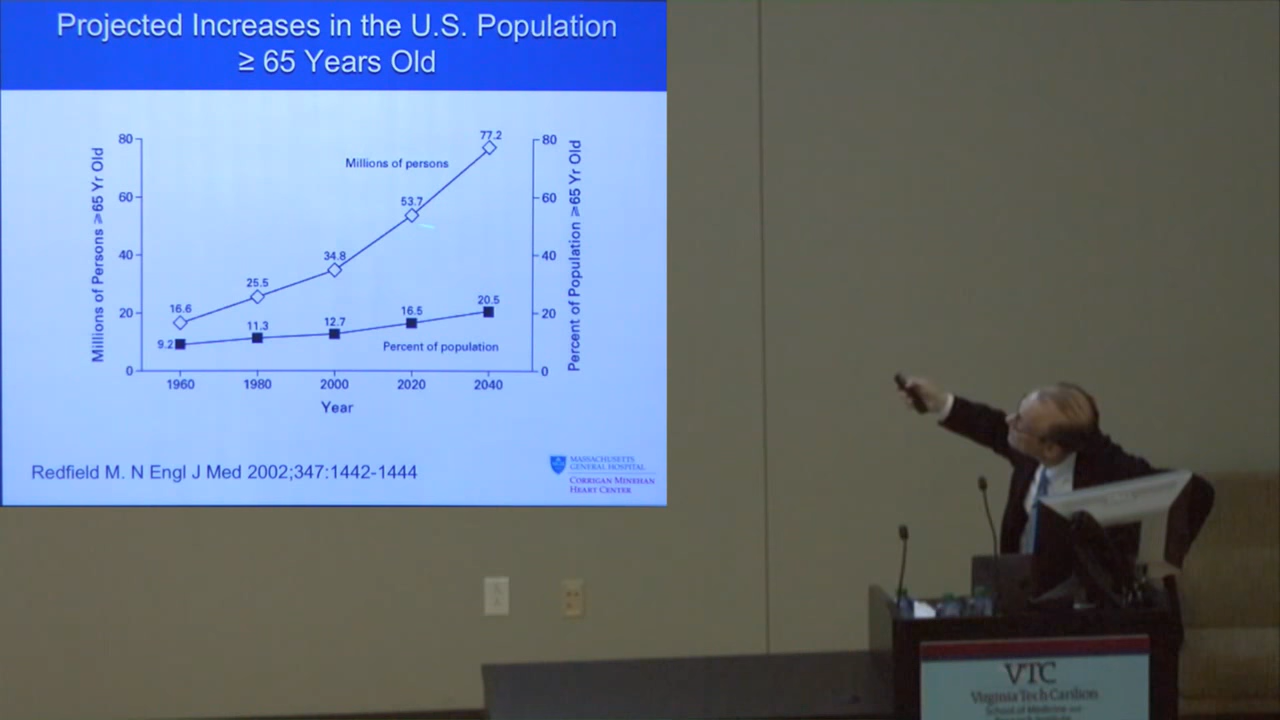 Projected Increases in the U.S. Population
≥ 65 Years Old
Millions of Persons ⩾65 Yr Old
80
60
40
20
0
Millions of persons
16.6
25.5
34.8
53.7
77.2
9.2
11.3
12.7
16.5
20.5
Percent of population
80
60
40
20
0
Percent of Population ⩾65 Yr Old
1960 1980 2000 2020 2040
Year
Redfield M. N Engl J Med 2002;347:1442-1444
MASSACHUSETTS
GENERAL HOSPITAL
CORRIGAN MINEHAN
HEART CENTER
VTC
Virginia Tech Carilion
School of Medicine and